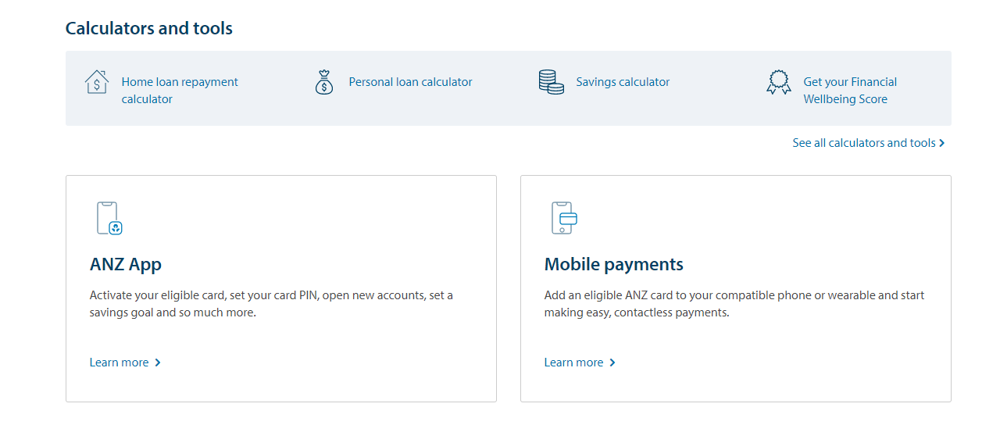 Calculators and tools
Home loan repayment
calculator
Personal loan calculator
Savings calculator
Get your Financial
Wellbeing Score
See all calculators and tools
ANZ App
Activate your eligible card, set your card PIN, open new accounts, set a
savings goal and so much more.
Learn more
Mobile payments
Add an eligible ANZ card to your compatible phone or wearable and start
making easy, contactless payments.
Learn more